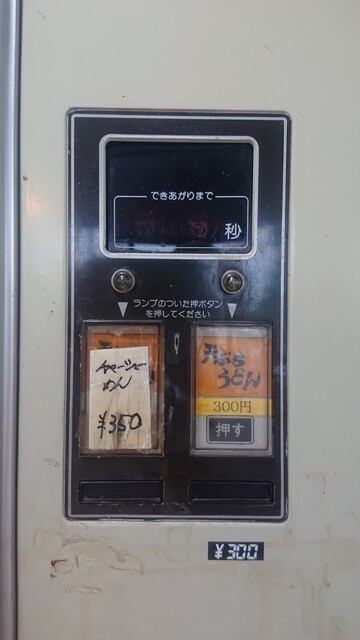 できあがりまで
秒
ランプのついた押ボタン
を押してください
チャーシュー
めん
¥350
天ぷら
うどん
300円
押す
¥300